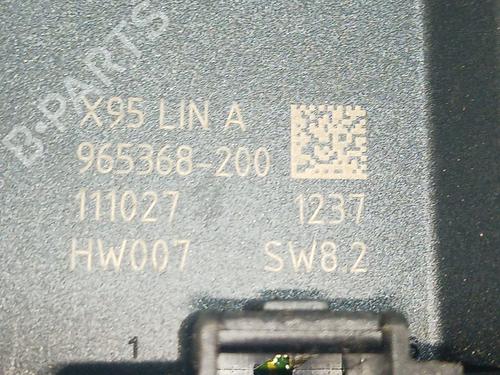 B-PARTS
X95 LIN A
965368-200
111027 1237
HW007 SW8.2
1